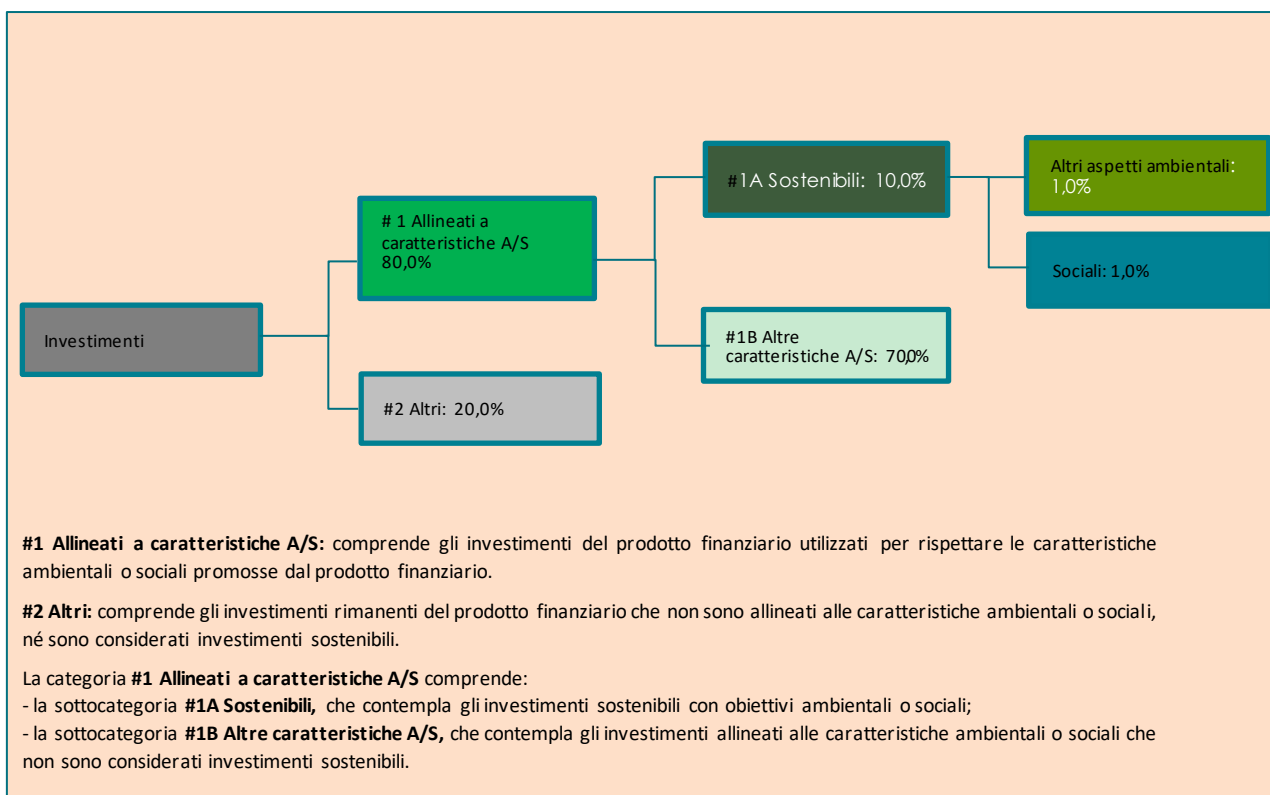 Investimenti
# 1 Allineati a
caratteristiche A/S
80,0%
#2 Altri: 20,0%
#1A Sostenibili: 10,0%
#1B Altre
caratteristiche A/S: 70,0%
Altri aspetti ambientali:
1,0%
Sociali: 1,0%
#1 Allineati a caratteristiche A/S: comprende gli investimenti del prodotto finanziario utilizzati per rispettare le caratteristiche
ambientali o sociali promosse dal prodotto finanziario.
#2 Altri: comprende gli investimenti rimanenti del prodotto finanziario che non sono allineati alle caratteristiche ambientali o sociali,
né sono considerati investimenti sostenibili.
La categoria #1 Allineati a caratteristiche A/S comprende:
- la sottocategoria #1A Sostenibili, che contempla gli investimenti sostenibili con obiettivi ambientali o sociali;
- la sottocategoria #1B Altre caratteristiche A/S, che contempla gli investimenti allineati alle caratteristiche ambientali o sociali che
non sono considerati investimenti sostenibili.